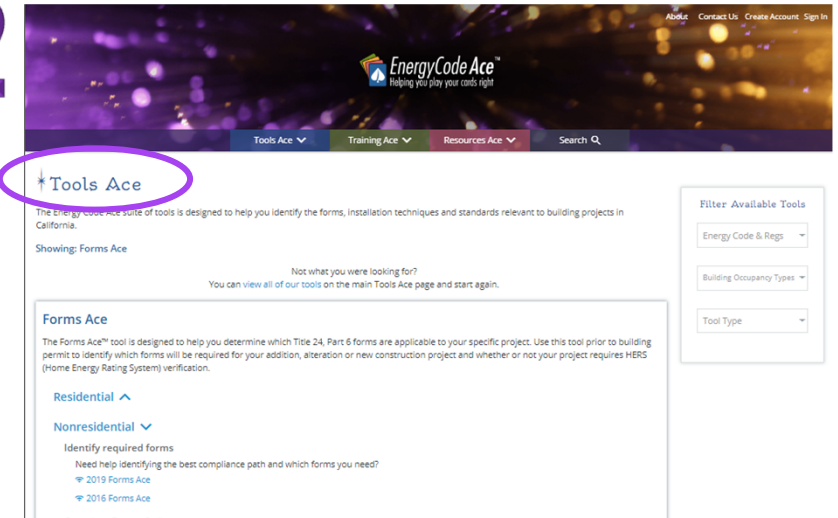 2
About Contact Us Create Account Sign In
EnergyCode Ace™
Helping you play your cards right
Tools Ace Training Ace Resources Ace Search
Tools Ace
The Energy Code Ace suite of tools is designed to help you identify the forms, installation techniques and standards relevant to building projects in
California.
Showing: Forms Ace
Not what you were looking for?
You can view all of our tools on the main Tools Ace page and start again.
Filter Available Tools
Energy Code & Regs
Building Occupancy Types
Tool Type
Forms Ace
The Forms Ace™ tool is designed to help you determine which Title 24, Part 6 forms are applicable to your specific project. Use this tool prior to building
permit to identify which forms will be required for your addition, alteration or new construction project and whether or not your project requires HERS
(Home Energy Rating System) verification.
Residential
Nonresidential
Identify required forms
Need help identifying the best compliance path and which forms you need?
2019 Forms Ace
2016 Forms Ace